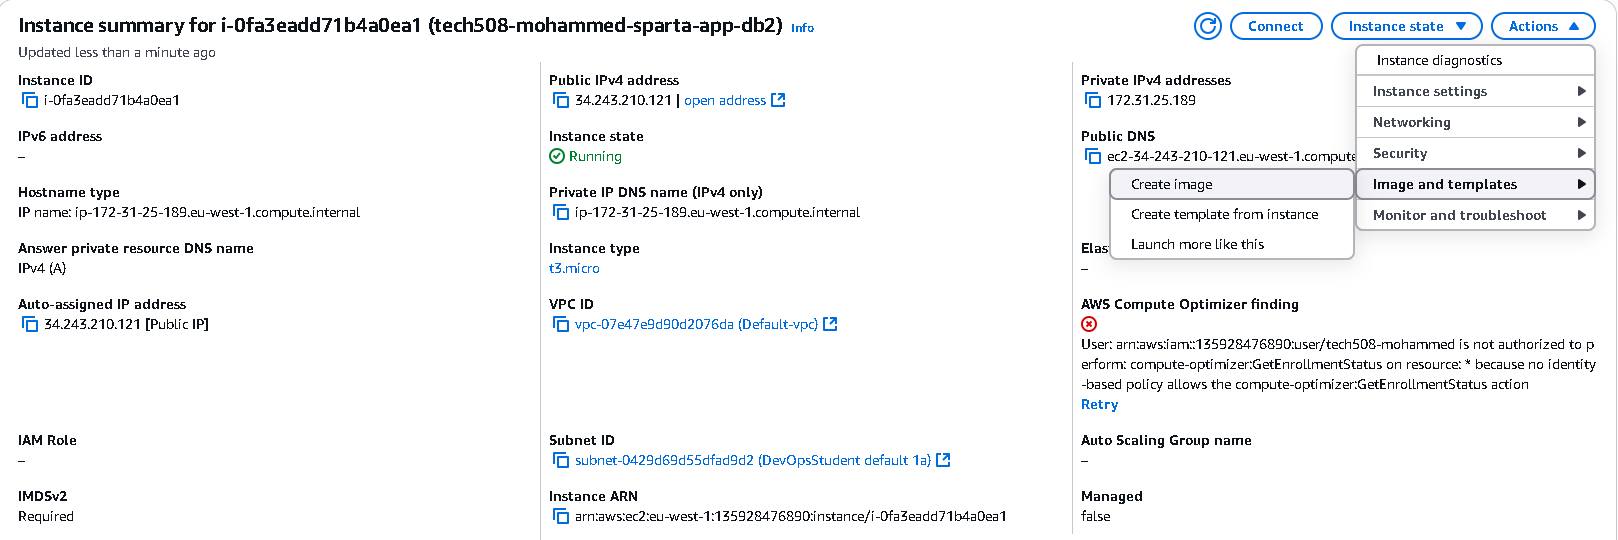 Instance summary for i-0fa3eadd71b4a0ea1 (tech508-mohammed-sparta-app-db2) Info
Updated less than a minute ago
Connect
Instance state
Actions
Instance diagnostics
Instance settings
Networking
Security
Image and templates
Monitor and troubleshoot
Create image
Create template from instance
Launch more like this
Instance ID
i-0fa3eadd71b4a0ea1
Public IPv4 address
34.243.210.121 | open address
Private IPv4 addresses
172.31.25.189
IPv6 address
–
Instance state
Running
Public DNS
ec2-34-243-210-121.eu-west-1.compute
Hostname type
IP name: ip-172-31-25-189.eu-west-1.compute.internal
Private IP DNS name (IPv4 only)
ip-172-31-25-189.eu-west-1.compute.internal
Answer private resource DNS name
IPv4 (A)
Instance type
t3.micro
Elas
–
Auto-assigned IP address
34.243.210.121 [Public IP]
VPC ID
vpc-07e47e9d90d2076da (Default-vpc)
AWS Compute Optimizer finding
User: arn:aws:iam::135928476890:user/tech508-mohammed is not authorized to p
erform: compute-optimizer:GetEnrollmentStatus on resource: * because no identity
-based policy allows the compute-optimizer:GetEnrollmentStatus action
Retry
IAM Role
–
Subnet ID
subnet-0429d69d55dfad9d2 (DevOpsStudent default 1a)
Auto Scaling Group name
–
IMDSv2
Required
Instance ARN
arn:aws:ec2:eu-west-1:135928476890:instance/i-0fa3eadd71b4a0ea1
Managed
false